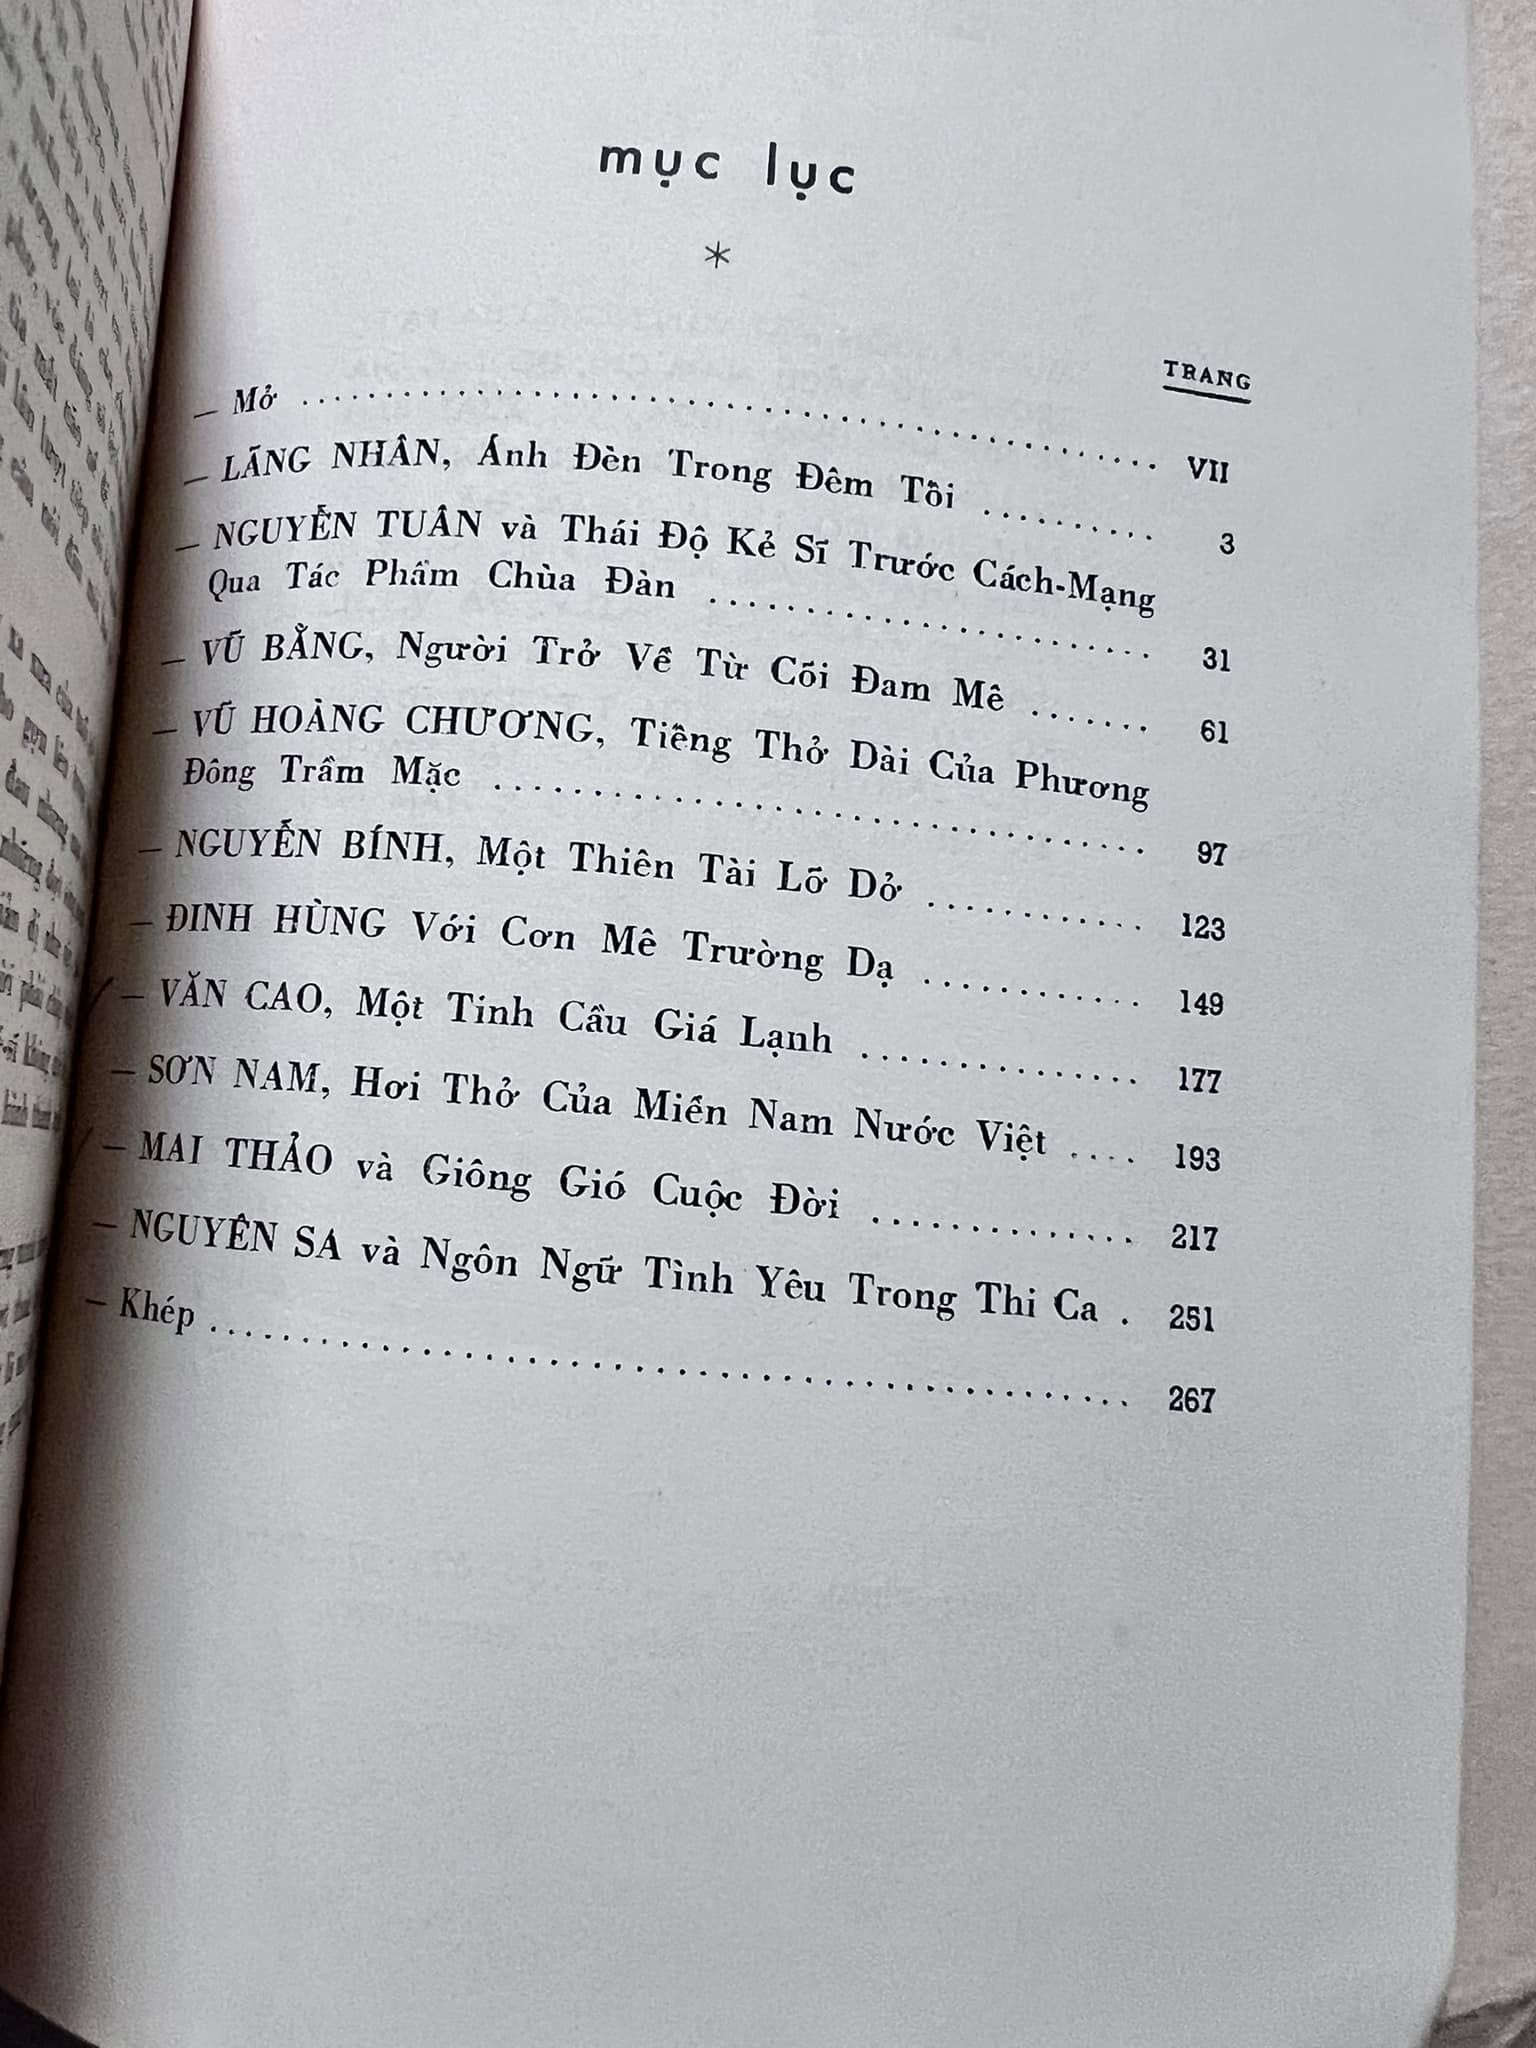 mục lục
*
TRANG
– Mở ........ VII
– LÃNG NHÂN, Ánh Đèn Trong Đêm Tối ........ 3
– NGUYỄN TUÂN và Thái Độ Kẻ Sĩ Trước Cách-Mạng
Qua Tác Phẩm Chùa Đàn ........ 31
– VŨ BẰNG, Người Trở Về Từ Cõi Đam Mê ....... 61
– VŨ HOÀNG CHƯƠNG, Tiếng Thở Dài Của Phương
Đông Trầm Mặc ........ 97
– NGUYỄN BÍNH, Một Thiên Tài Lỡ Dở ........ 123
– ĐINH HÙNG Với Cơn Mê Trường Dạ ........ 149
– VĂN CAO, Một Tinh Cầu Giá Lạnh ........ 177
– SƠN NAM, Hơi Thở Của Miền Nam Nước Việt .... 193
– MAI THẢO và Giông Gió Cuộc Đời ........ 217
– NGUYÊN SA và Ngôn Ngữ Tình Yêu Trong Thi Ca . 251
– Khép ........ 267